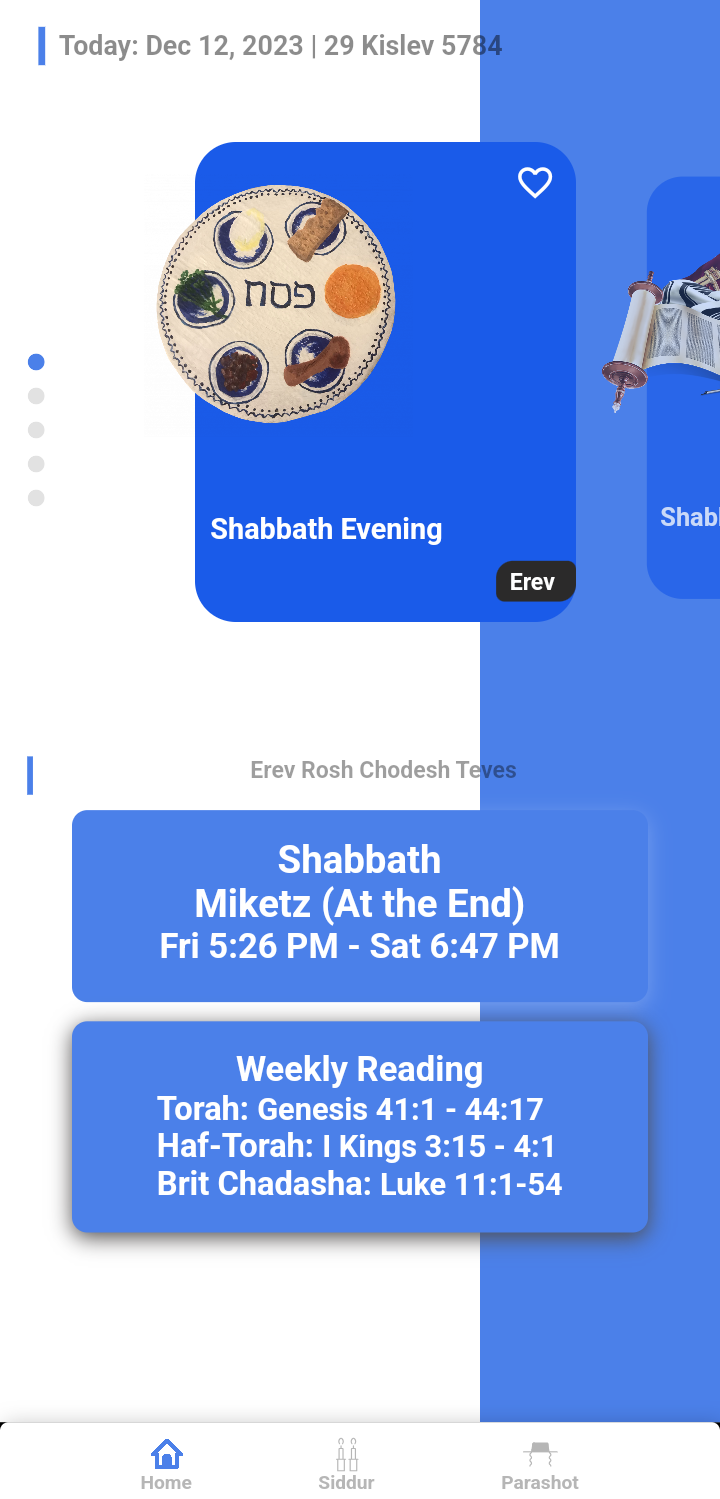 Today: Dec 12, 2023 | 29 Kislev 5784
פסח
Shabbath Evening
Erev
Erev Rosh Chodesh Teves
Shabbath
Miketz (At the End)
Fri 5:26 PM - Sat 6:47 PM
Weekly Reading
Torah: Genesis 41:1 - 44:17
Haf-Torah: I Kings 3:15 - 4:1
Brit Chadasha: Luke 11:1-54
Home
Siddur
Parashot